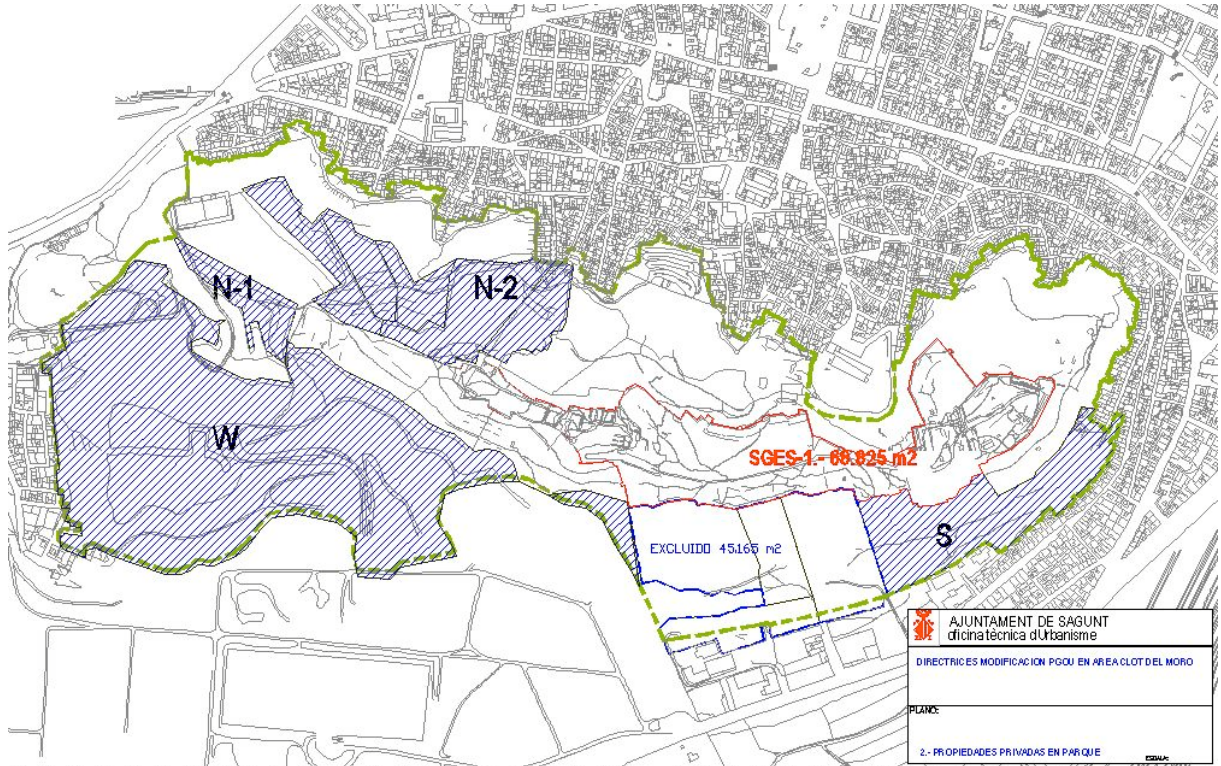 N-1
N-2
W
SGES-1.- 68.825 m2
S
EXCLUIDO 45.165 m2
AJUNTAMENT DE SAGUNT
oficina tècnica d'Urbanisme
DIRECTRICES MODIFICACION PGOU EN AREA CLOT DEL MORO
PLANO:
2.- PROPIEDADES PRIVADAS EN PARQUE
ESCALA: